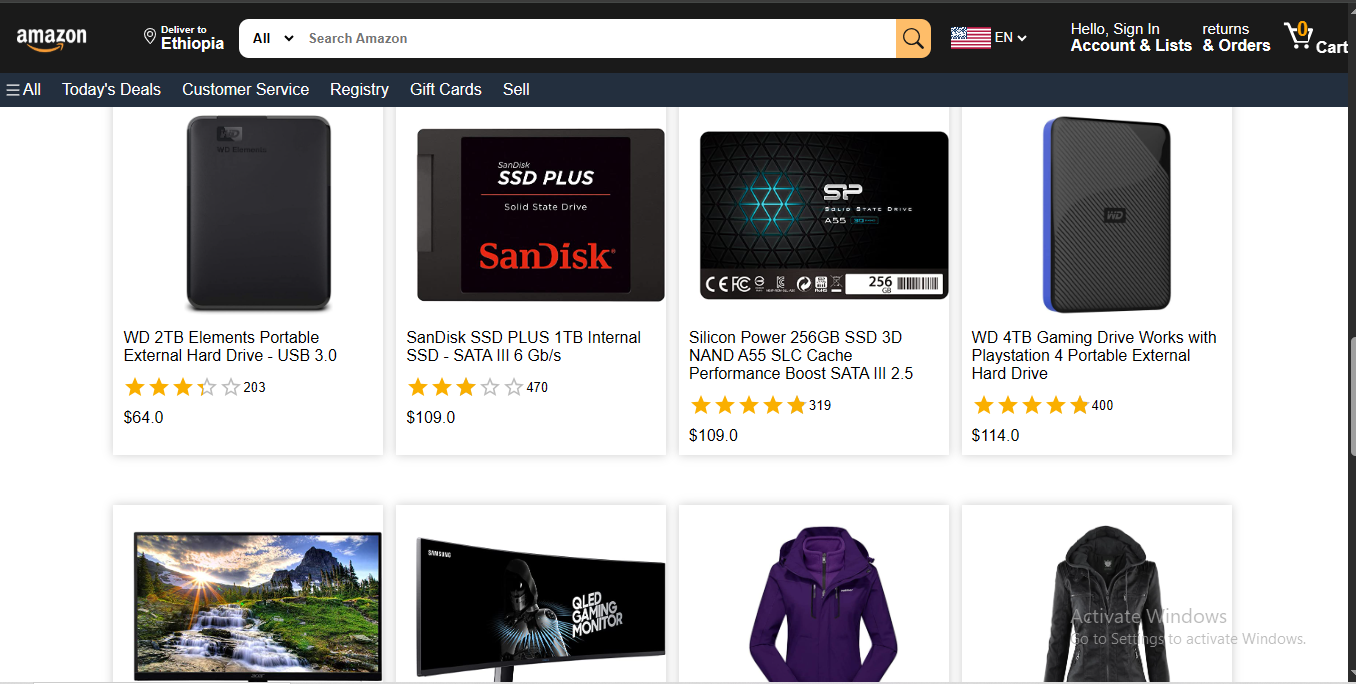 amazon
Deliver to
Ethiopia
All
Search Amazon
EN
Hello, Sign In
Account & Lists
returns
& Orders
0
Cart
All
Today's Deals
Customer Service
Registry
Gift Cards
Sell
WD
WD Elements
SanDisk
SSD PLUS
Solid State Drive
SanDisk
SP
SOLID STATE DRIVE
A55
256
GB
WD
WD 2TB Elements Portable
External Hard Drive - USB 3.0
203
$64.0
SanDisk SSD PLUS 1TB Internal
SSD - SATA III 6 Gb/s
470
$109.0
Silicon Power 256GB SSD 3D
NAND A55 SLC Cache
Performance Boost SATA III 2.5
319
$109.0
WD 4TB Gaming Drive Works with
Playstation 4 Portable External
Hard Drive
400
$114.0
acer
SAMSUNG
QLED
GAMING
MONITOR
Activate Windows
Go to Settings to activate Windows.